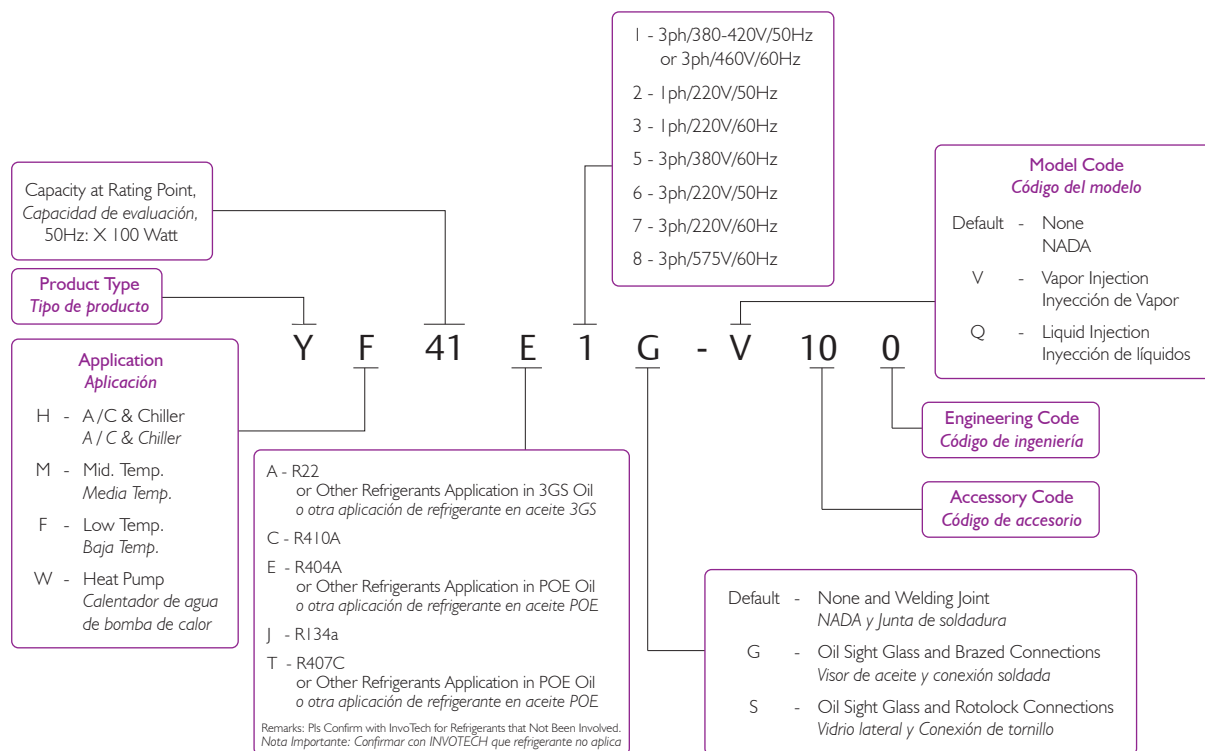 1 - 3ph/380-420V/50Hz
or 3ph/460V/60Hz
2 - 1ph/220V/50Hz
3 - 1ph/220V/60Hz
5 - 3ph/380V/60Hz
6 - 3ph/220V/50Hz
7 - 3ph/220V/60Hz
8 - 3ph/575V/60Hz
Capacity at Rating Point,
Capacidad de evaluación,
50Hz: X 100 Watt
Product Type
Tipo de producto
Model Code
Código del modelo
Default - None
NADA
V - Vapor Injection
Inyección de Vapor
Q - Liquid Injection
Inyección de líquidos
Y F 41 E 1 G - V 10 0
Application
Aplicación
H - A/C & Chiller
A/C & Chiller
M - Mid. Temp.
Media Temp.
F - Low Temp.
Baja Temp.
W - Heat Pump
Calentador de agua
de bomba de calor
A - R22
or Other Refrigerants Application in 3GS Oil
o otra aplicación de refrigerante en aceite 3GS
C - R410A
E - R404A
or Other Refrigerants Application in POE Oil
o otra aplicación de refrigerante en aceite POE
J - R134a
T - R407C
or Other Refrigerants Application in POE Oil
o otra aplicación de refrigerante en aceite POE
Remarks: Pls Confirm with InvoTech for Refrigerants that Not Been Involved.
Nota Importante: Confirmar con INVOTECH que refrigerante no aplica
Engineering Code
Código de ingeniería
Accessory Code
Código de accesorio
Default - None and Welding Joint
NADA y Junta de soldadura
G - Oil Sight Glass and Brazed Connections
Visor de aceite y conexión soldada
S - Oil Sight Glass and Rotolock Connections
Vidrio lateral y Conexión de tornillo